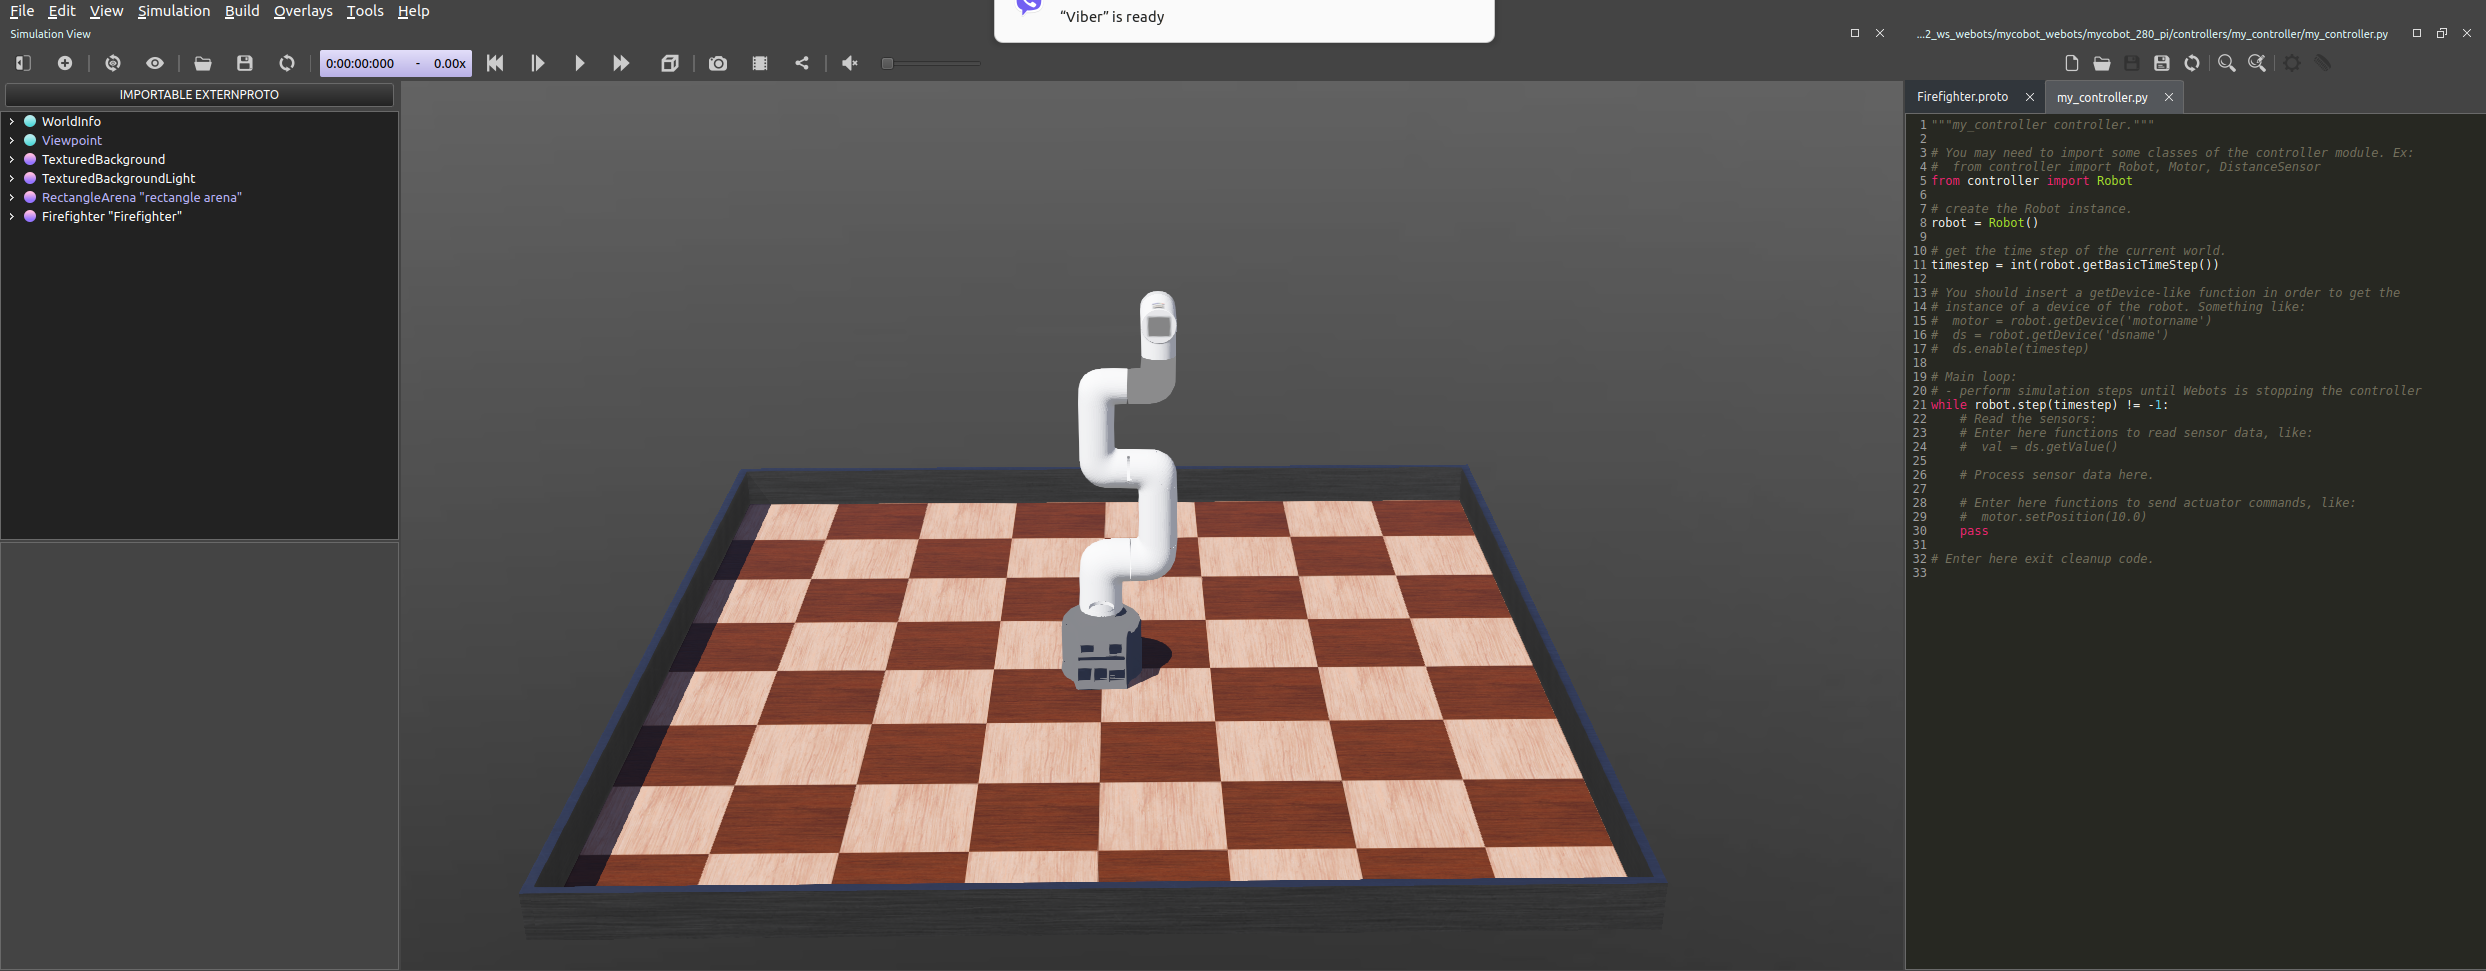 File Edit View Simulation Build Overlays Tools Help
“Viber” is ready
Simulation View
...2_ws_webots/mycobot_webots/mycobot_280_pi/controllers/my_controller/my_controller.py
0:00:00:000 - 0.00x
IMPORTABLE EXTERNPROTO
WorldInfo
Viewpoint
TexturedBackground
TexturedBackgroundLight
RectangleArena "rectangle arena"
Firefighter "Firefighter"
Firefighter.proto my_controller.py
1 """my_controller controller."""
2
3 # You may need to import some classes of the controller module. Ex:
4 #  from controller import Robot, Motor, DistanceSensor
5 from controller import Robot
6
7 # create the Robot instance.
8 robot = Robot()
9
10 # get the time step of the current world.
11 timestep = int(robot.getBasicTimeStep())
12
13 # You should insert a getDevice-like function in order to get the
14 # instance of a device of the robot. Something like:
15 #  motor = robot.getDevice('motorname')
16 #  ds = robot.getDevice('dsname')
17 #  ds.enable(timestep)
18
19 # Main loop:
20 # - perform simulation steps until Webots is stopping the controller
21 while robot.step(timestep) != -1:
22     # Read the sensors:
23     # Enter here functions to read sensor data, like:
24     #  val = ds.getValue()
25
26     # Process sensor data here.
27
28     # Enter here functions to send actuator commands, like:
29     #  motor.setPosition(10.0)
30     pass
31
32 # Enter here exit cleanup code.
33